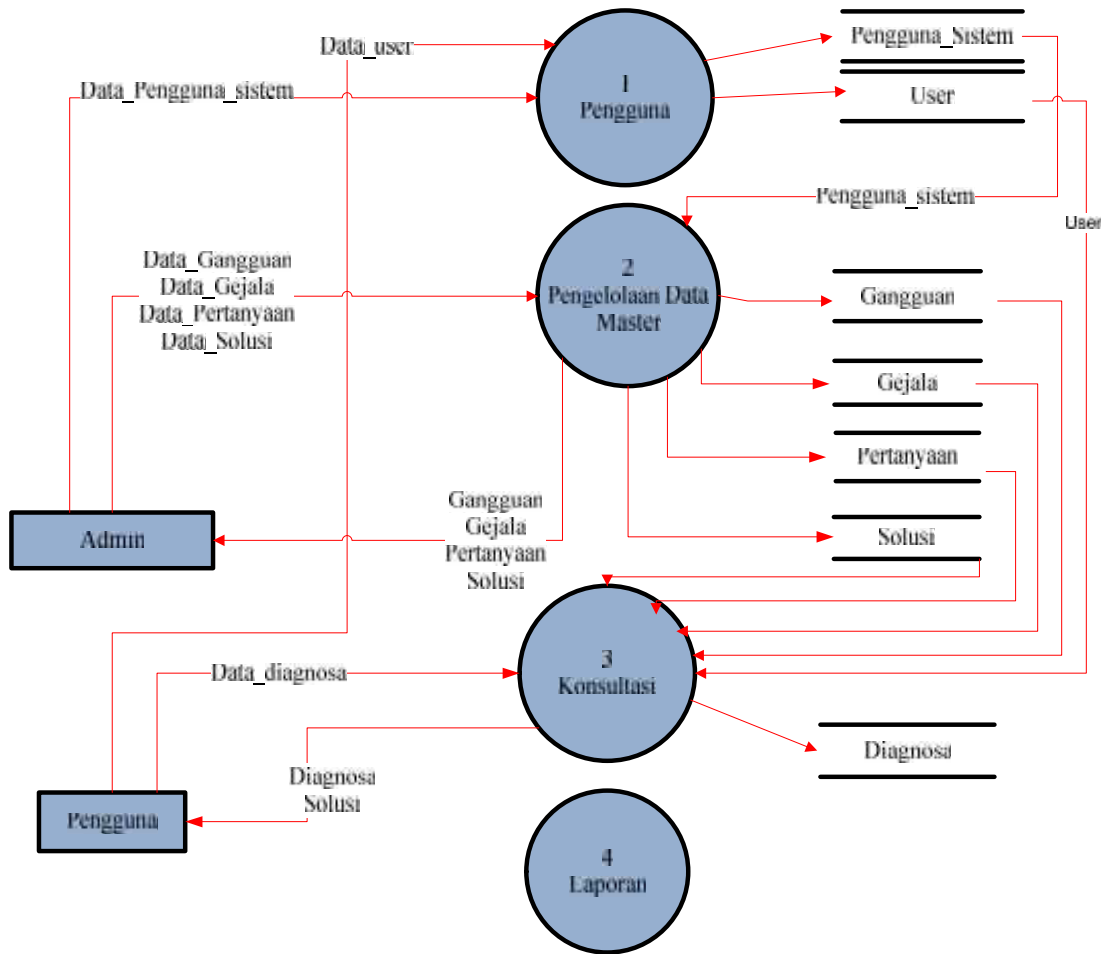 Data_user
Pengguna_Sistem
1
Pengguna
Data_Pengguna_sistem
User
Pengguna_sistem
User
Data_Gangguan
Data_Gejala
Data_Pertanyaan
Data_Solusi
2
Pengelolaan Data
Master
Gangguan
Gejala
Pertanyaan
Solusi
Admin
Gangguan
Gejala
Pertanyaan
Solusi
3
Konsultasi
Data_diagnosa
Diagnosa
Diagnosa
Solusi
Pengguna
4
Laporan